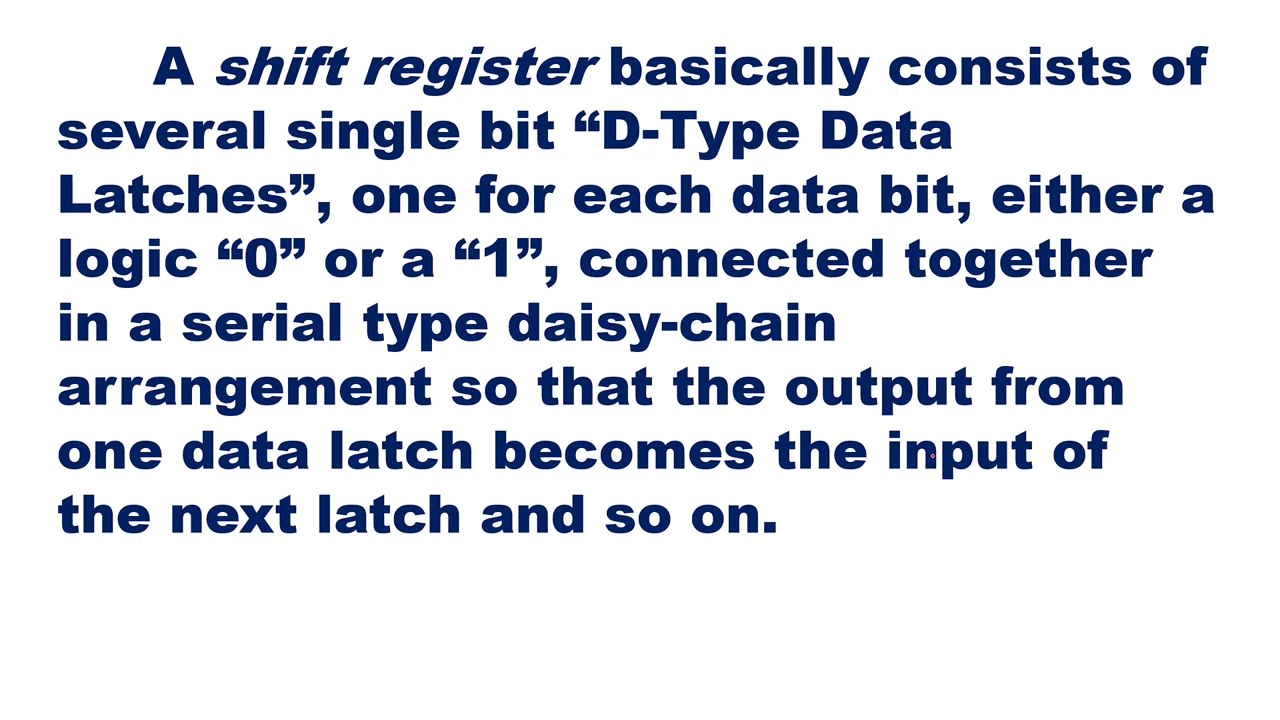 A shift register basically consists of
several single bit “D-Type Data
Latches”, one for each data bit, either a
logic “0” or a “1”, connected together
in a serial type daisy-chain
arrangement so that the output from
one data latch becomes the input of
the next latch and so on.